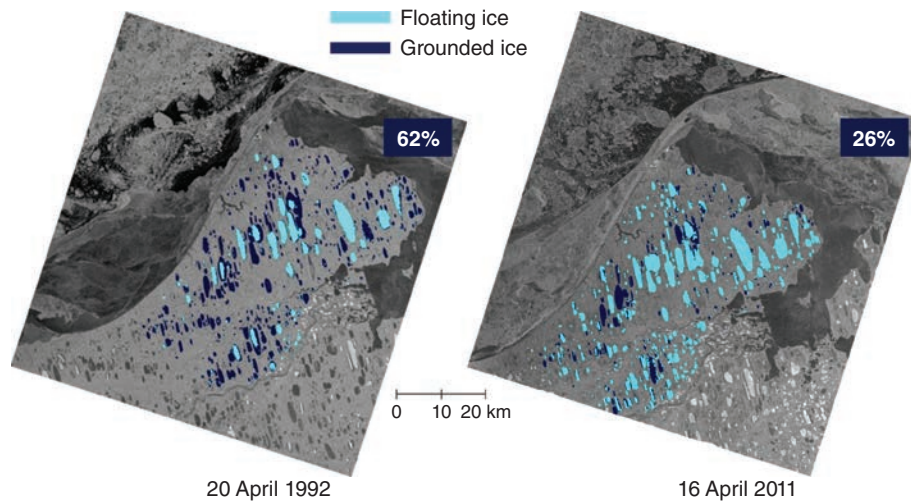 Floating ice
Grounded ice
62%
26%
0 10 20 km
20 April 1992
16 April 2011